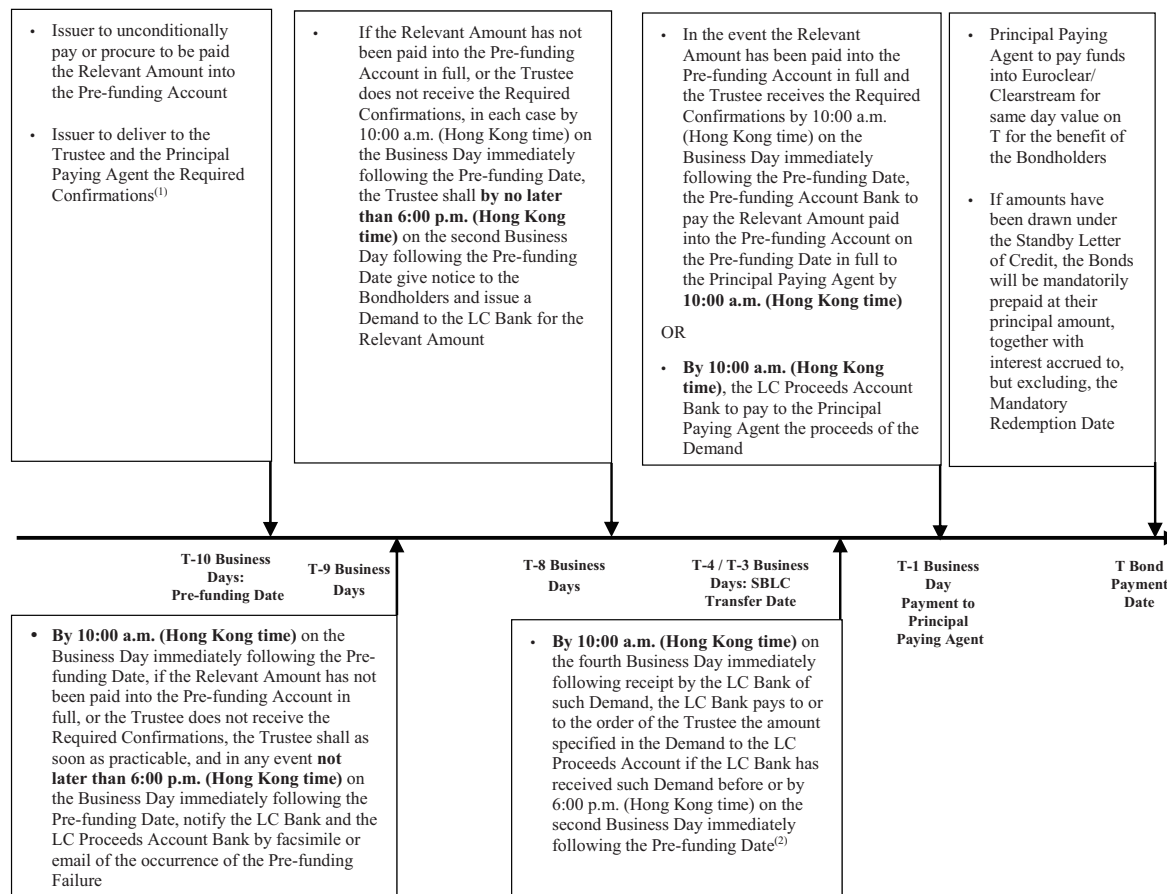 • Issuer to unconditionally
pay or procure to be paid
the Relevant Amount into
the Pre-funding Account
• Issuer to deliver to the
Trustee and the Principal
Paying Agent the Required
Confirmations(1)
• If the Relevant Amount has not
been paid into the Pre-funding
Account in full, or the Trustee
does not receive the Required
Confirmations, in each case by
10:00 a.m. (Hong Kong time) on
the Business Day immediately
following the Pre-funding Date,
the Trustee shall by no later
than 6:00 p.m. (Hong Kong
time) on the second Business
Day following the Pre-funding
Date give notice to the
Bondholders and issue a
Demand to the LC Bank for the
Relevant Amount
• In the event the Relevant
Amount has been paid into the
Pre-funding Account in full and
the Trustee receives the Required
Confirmations by 10:00 a.m.
(Hong Kong time) on the
Business Day immediately
following the Pre-funding Date,
the Pre-funding Account Bank to
pay the Relevant Amount paid
into the Pre-funding Account on
the Pre-funding Date in full to
the Principal Paying Agent by
10:00 a.m. (Hong Kong time)
OR
• By 10:00 a.m. (Hong Kong
time), the LC Proceeds Account
Bank to pay to the Principal
Paying Agent the proceeds of the
Demand
• Principal Paying
Agent to pay funds
into Euroclear/
Clearstream for
same day value on
T for the benefit of
the Bondholders
• If amounts have
been drawn under
the Standby Letter
of Credit, the Bonds
will be mandatorily
prepaid at their
principal amount,
together with
interest accrued to,
but excluding, the
Mandatory
Redemption Date
T-10 Business
Days:
Pre-funding Date
T-9 Business
Days
T-8 Business
Days
T-4 / T-3 Business
Days: SBLC
Transfer Date
T-1 Business
Day
Payment to
Principal
Paying Agent
T Bond
Payment
Date
• By 10:00 a.m. (Hong Kong time) on the
Business Day immediately following the Pre-
funding Date, if the Relevant Amount has not
been paid into the Pre-funding Account in
full, or the Trustee does not receive the
Required Confirmations, the Trustee shall as
soon as practicable, and in any event not
later than 6:00 p.m. (Hong Kong time) on
the Business Day immediately following the
Pre-funding Date, notify the LC Bank and the
LC Proceeds Account Bank by facsimile or
email of the occurrence of the Pre-funding
Failure
• By 10:00 a.m. (Hong Kong time) on
the fourth Business Day immediately
following receipt by the LC Bank of
such Demand, the LC Bank pays to or
to the order of the Trustee the amount
specified in the Demand to the LC
Proceeds Account if the LC Bank has
received such Demand before or by
6:00 p.m. (Hong Kong time) on the
second Business Day immediately
following the Pre-funding Date(2)